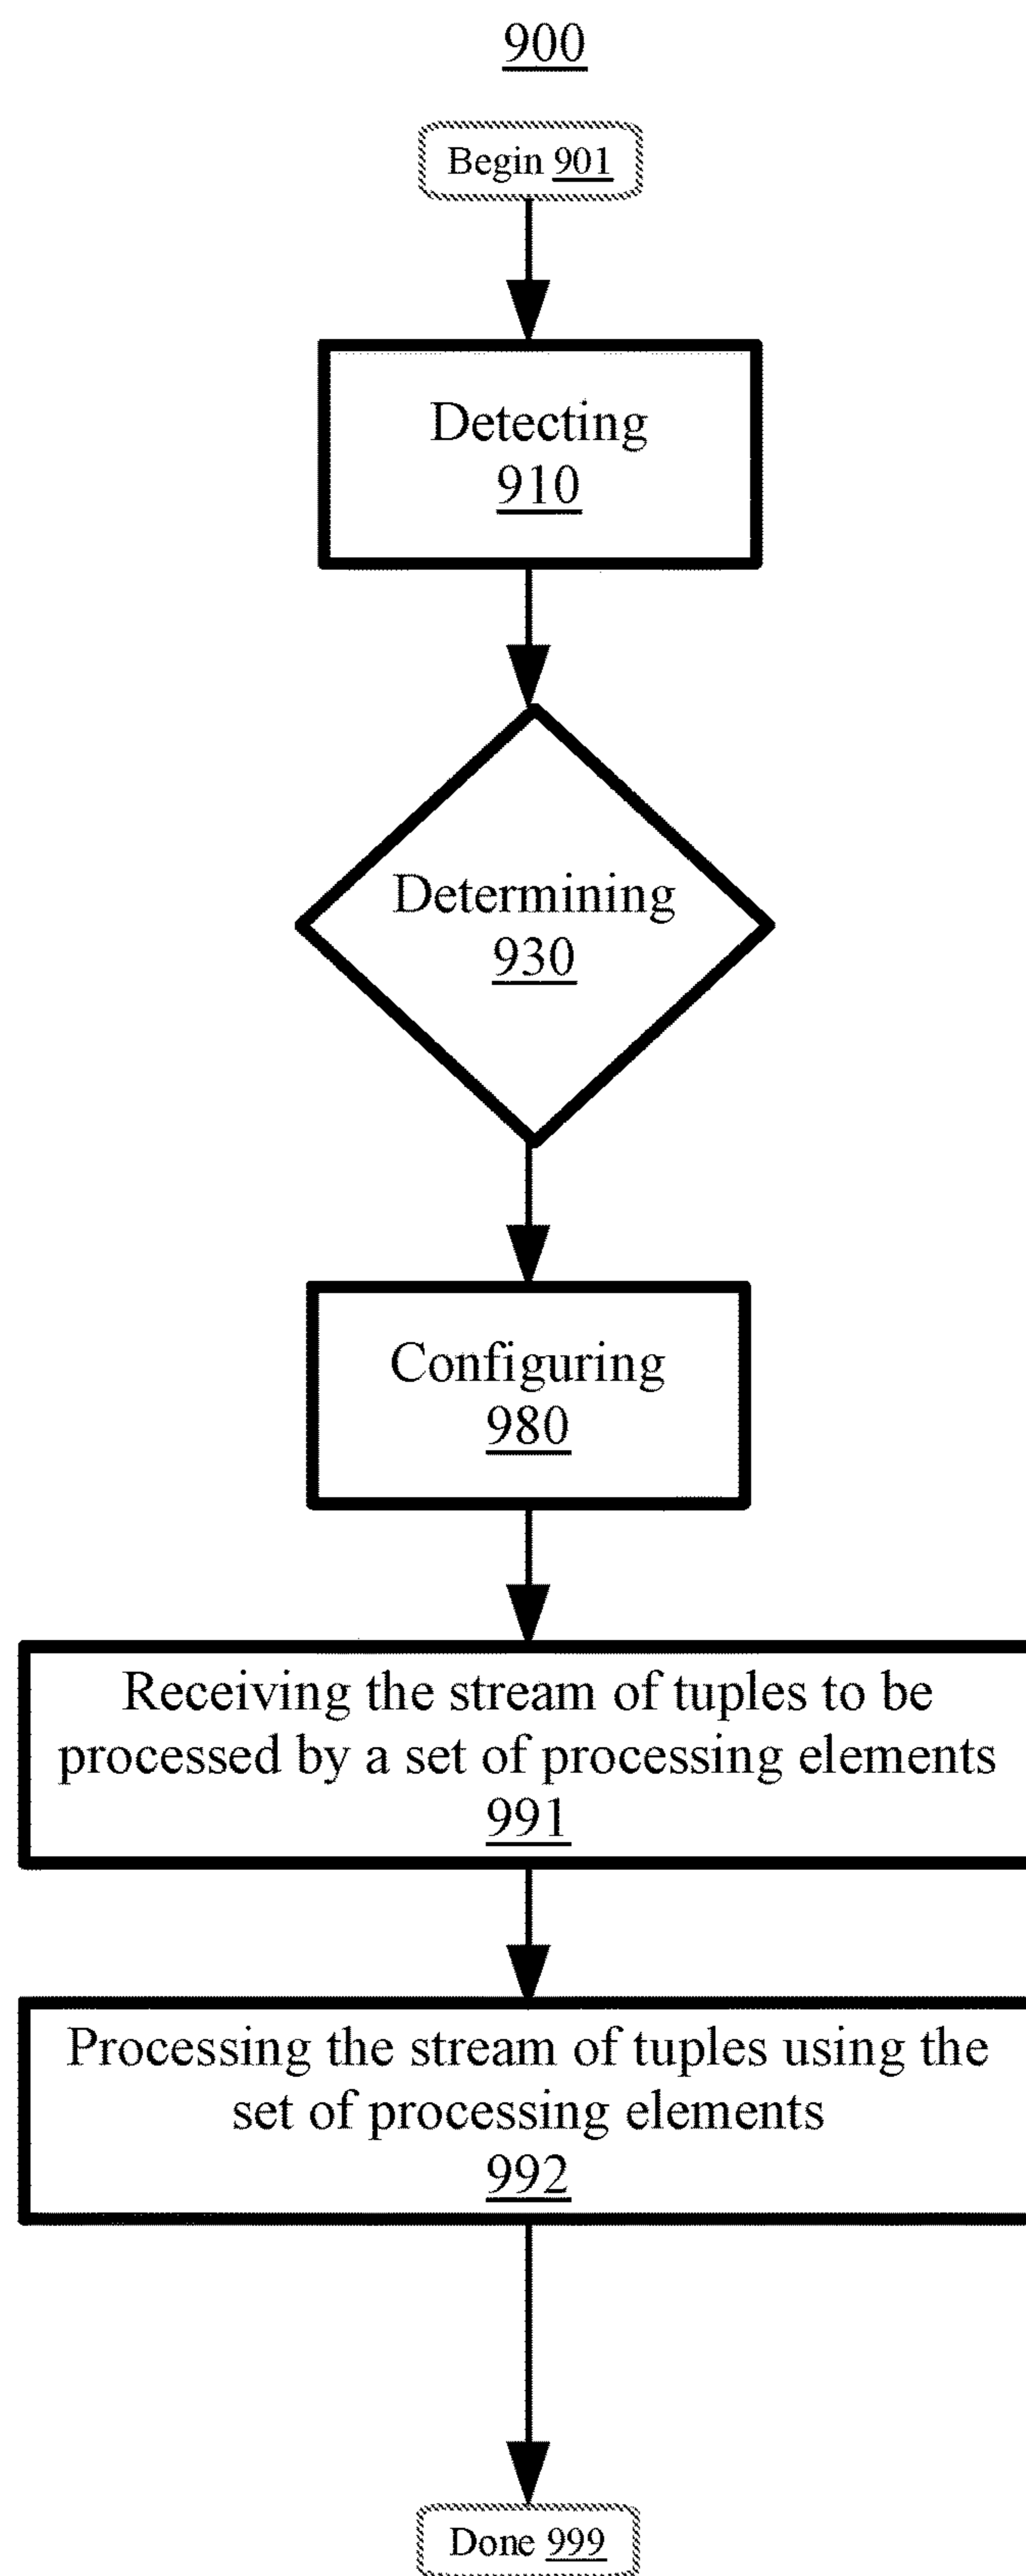 900
Begin 901
Detecting
910
Determining
930
Configuring
980
Receiving the stream of tuples to be
processed by a set of processing elements
991
Processing the stream of tuples using the
set of processing elements
992
Done 999